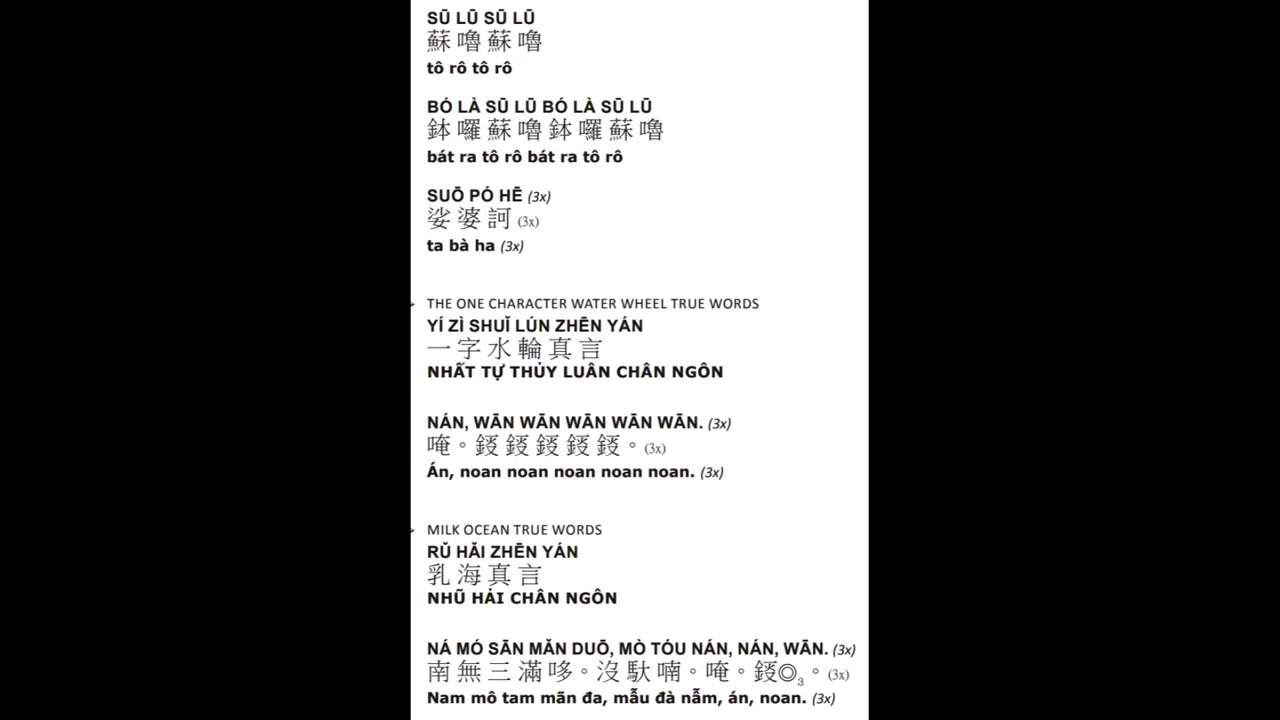 SŪ LŪ SŪ LŪ
蘇 嚕 蘇 嚕
tô rô tô rô
BÓ LÀ SŪ LŪ BÓ LÀ SŪ LŪ
鉢 囉 蘇 嚕 鉢 囉 蘇 嚕
bát ra tô rô bát ra tô rô
SUŌ PÓ HĒ (3x)
娑 婆 訶 (3x)
ta bà ha (3x)
THE ONE CHARACTER WATER WHEEL TRUE WORDS
YÍ ZÌ SHUǏ LÚN ZHĒN YÁN
一 字 水 輪 真 言
NHẤT TỰ THỦY LUÂN CHÂN NGÔN
NÁN, WĀN WĀN WĀN WĀN WĀN. (3x)
唵。鋄 鋄 鋄 鋄 鋄。(3x)
Án, noan noan noan noan noan. (3x)
MILK OCEAN TRUE WORDS
RǓ HǍI ZHĒN YÁN
乳 海 真 言
NHŨ HẢI CHÂN NGÔN
NÁ MÓ SĀN MǍN DUŌ, MÒ TÓU NÁN, NÁN, WĀN. (3x)
南 無 三 滿 哆。沒 馱 喃。唵。鋄◎3。(3x)
Nam mô tam mãn đa, mẫu đà nẫm, án, noan. (3x)